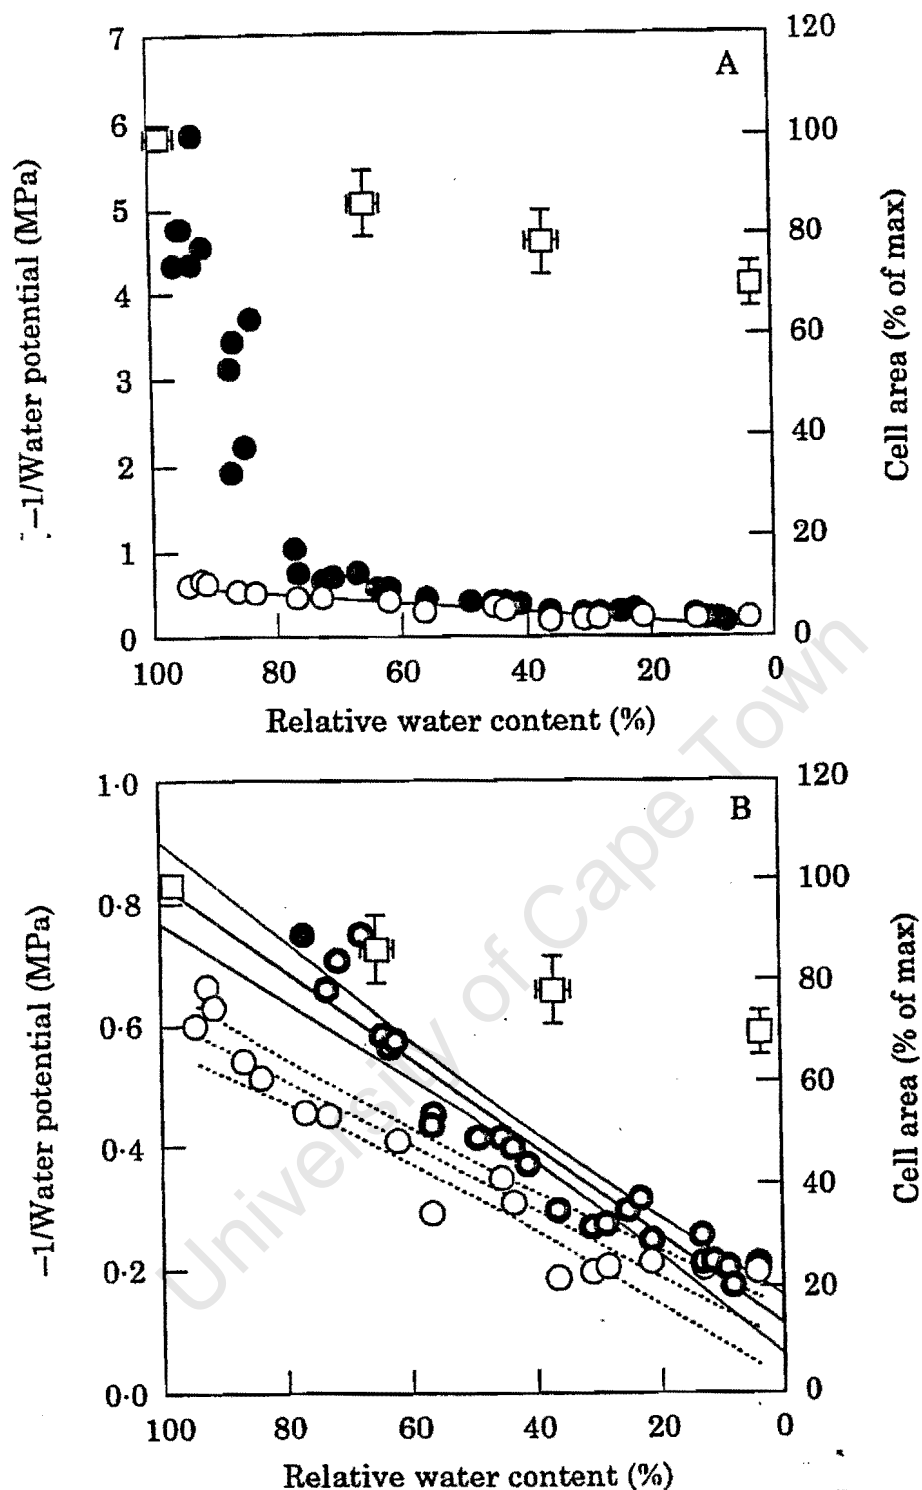 A
7
6
5
4
3
2
1
0
−1/Water potential (MPa)
120
100
80
60
40
20
0
Cell area (% of max)
100 80 60 40 20 0
Relative water content (%)
B
1·0
0·8
0·6
0·4
0·2
0·0
−1/Water potential (MPa)
120
100
80
60
40
20
0
Cell area (% of max)
100 80 60 40 20 0
Relative water content (%)
University of Cape Town